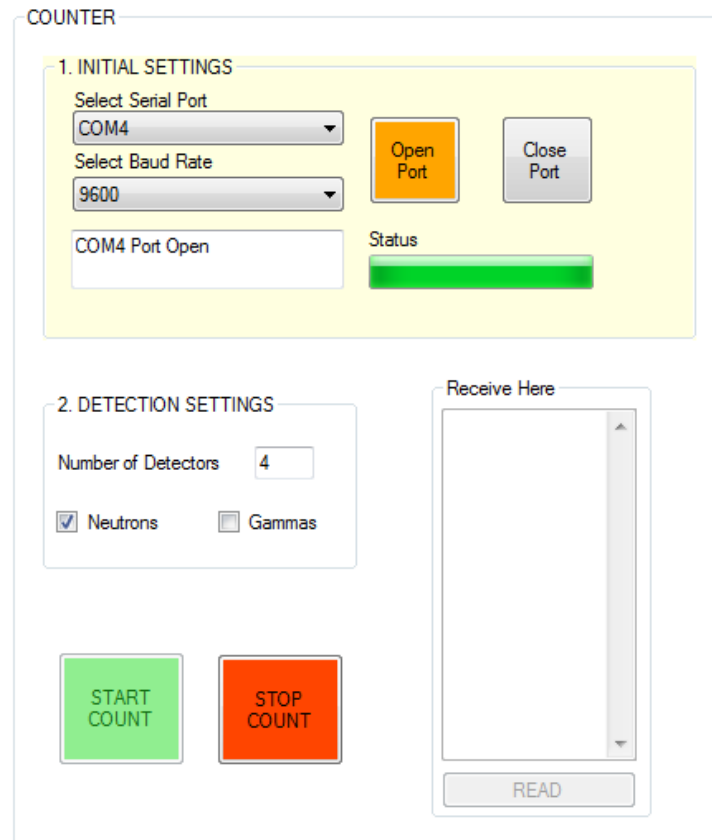 COUNTER
1. INITIAL SETTINGS
Select Serial Port
COM4
Open
Port
Close
Port
Select Baud Rate
9600
COM4 Port Open
Status
2. DETECTION SETTINGS
Number of Detectors 4
Neutrons Gammas
Receive Here
START
COUNT
STOP
COUNT
READ